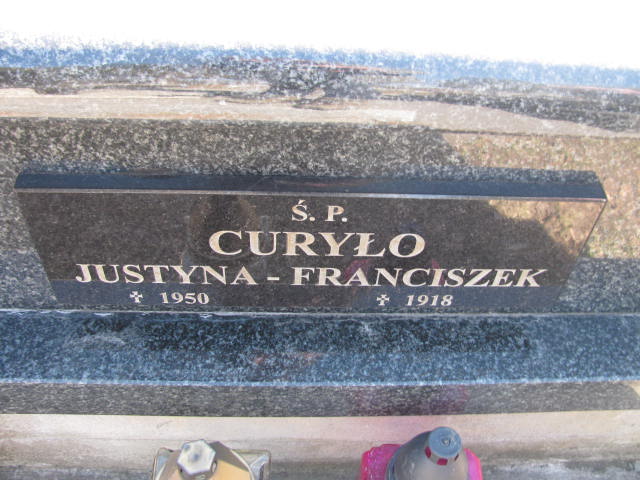 Ś. P.
CURYŁO
JUSTYNA - FRANCISZEK
✝ 1950 ✝ 1918